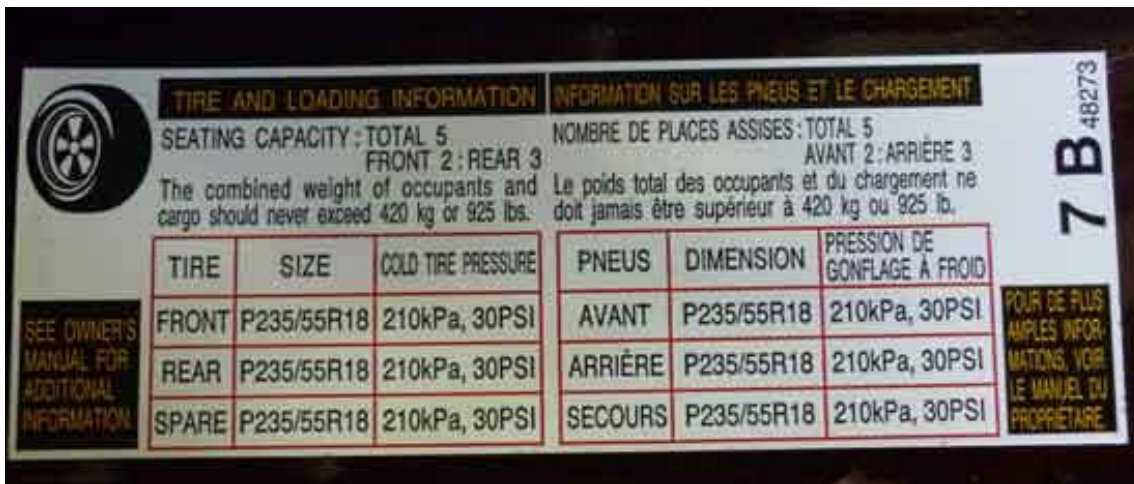 TIRE AND LOADING INFORMATION
SEATING CAPACITY : TOTAL 5
FRONT 2 : REAR 3
The combined weight of occupants and
cargo should never exceed 420 kg or 925 lbs.
TIRE SIZE COLD TIRE PRESSURE
FRONT P235/55R18 210kPa, 30PSI
REAR P235/55R18 210kPa, 30PSI
SPARE P235/55R18 210kPa, 30PSI
SEE OWNER'S
MANUAL FOR
ADDITIONAL
INFORMATION.
INFORMATION SUR LES PNEUS ET LE CHARGEMENT
NOMBRE DE PLACES ASSISES : TOTAL 5
AVANT 2 : ARRIÈRE 3
Le poids total des occupants et du chargement ne
doit jamais être supérieur à 420 kg ou 925 lb.
PNEUS DIMENSION PRESSION DE
GONFLAGE À FROID
AVANT P235/55R18 210kPa, 30PSI
ARRIÈRE P235/55R18 210kPa, 30PSI
SECOURS P235/55R18 210kPa, 30PSI
POUR DE PLUS
AMPLES INFOR-
MATIONS, VOIR
LE MANUEL DU
PROPRIÉTAIRE.
7 B 48273